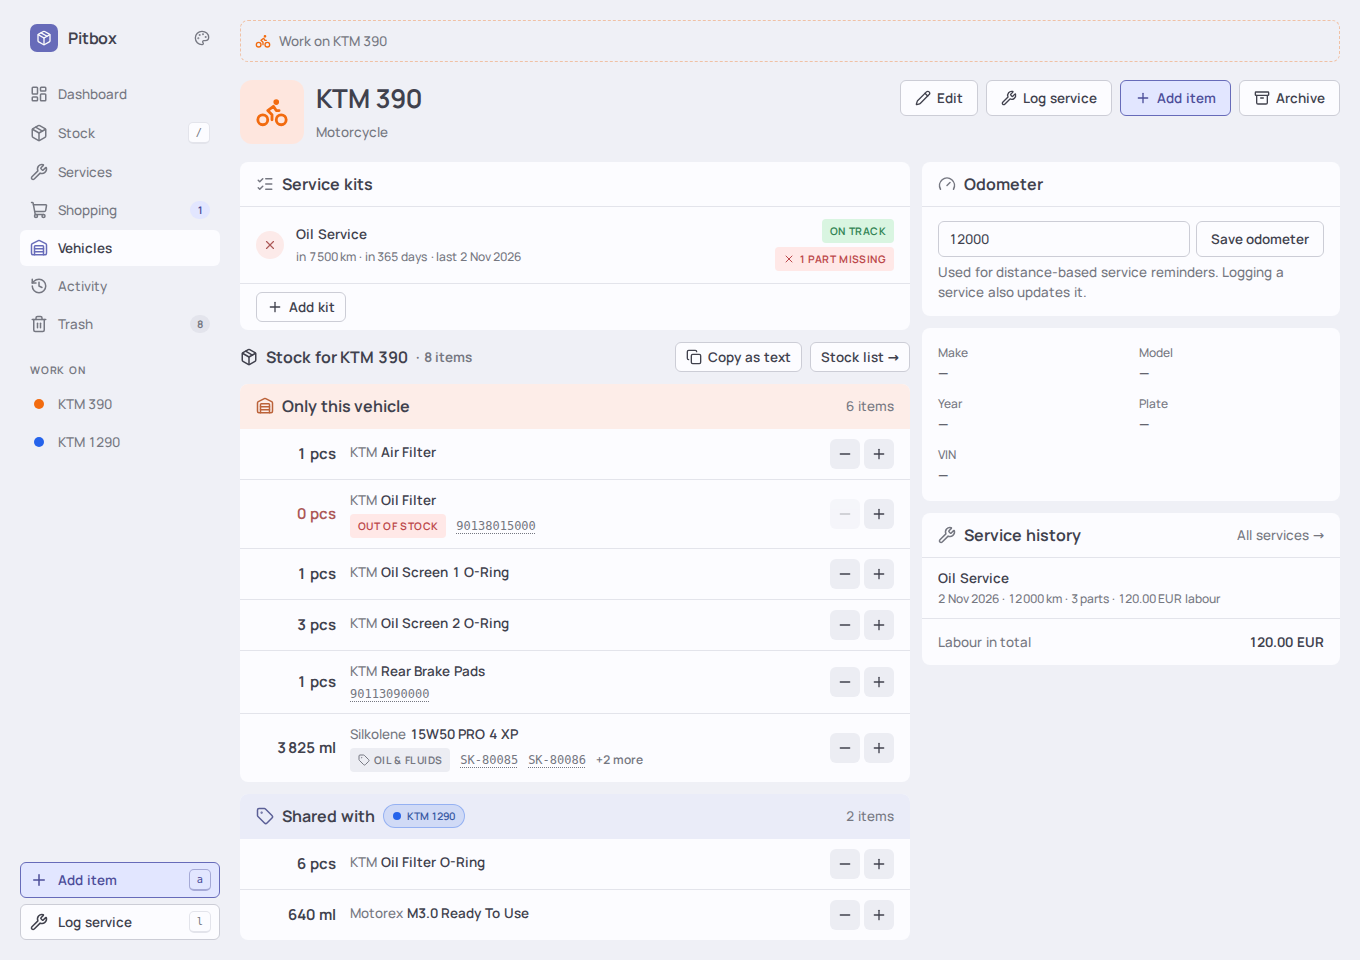 Pitbox
Dashboard
Stock /
Services
Shopping 1
Vehicles
Activity
Trash 8
WORK ON
KTM 390
KTM 1290
Add item a
Log service l
Work on KTM 390
KTM 390
Motorcycle
Edit
Log service
Add item
Archive
Service kits
Oil Service
in 7 500 km · in 365 days · last 2 Nov 2026
ON TRACK
1 PART MISSING
Add kit
Stock for KTM 390 · 8 items
Copy as text
Stock list →
Only this vehicle 6 items
1 pcs KTM Air Filter
0 pcs KTM Oil Filter
OUT OF STOCK 90138015000
1 pcs KTM Oil Screen 1 O-Ring
3 pcs KTM Oil Screen 2 O-Ring
1 pcs KTM Rear Brake Pads
90113090000
3 825 ml Silkolene 15W50 PRO 4 XP
OIL & FLUIDS SK-80085 SK-80086 +2 more
Shared with KTM 1290 2 items
6 pcs KTM Oil Filter O-Ring
640 ml Motorex M3.0 Ready To Use
Odometer
12000
Save odometer
Used for distance-based service reminders. Logging a
service also updates it.
Make Model
— —
Year Plate
— —
VIN
—
Service history All services →
Oil Service
2 Nov 2026 · 12 000 km · 3 parts · 120.00 EUR labour
Labour in total 120.00 EUR